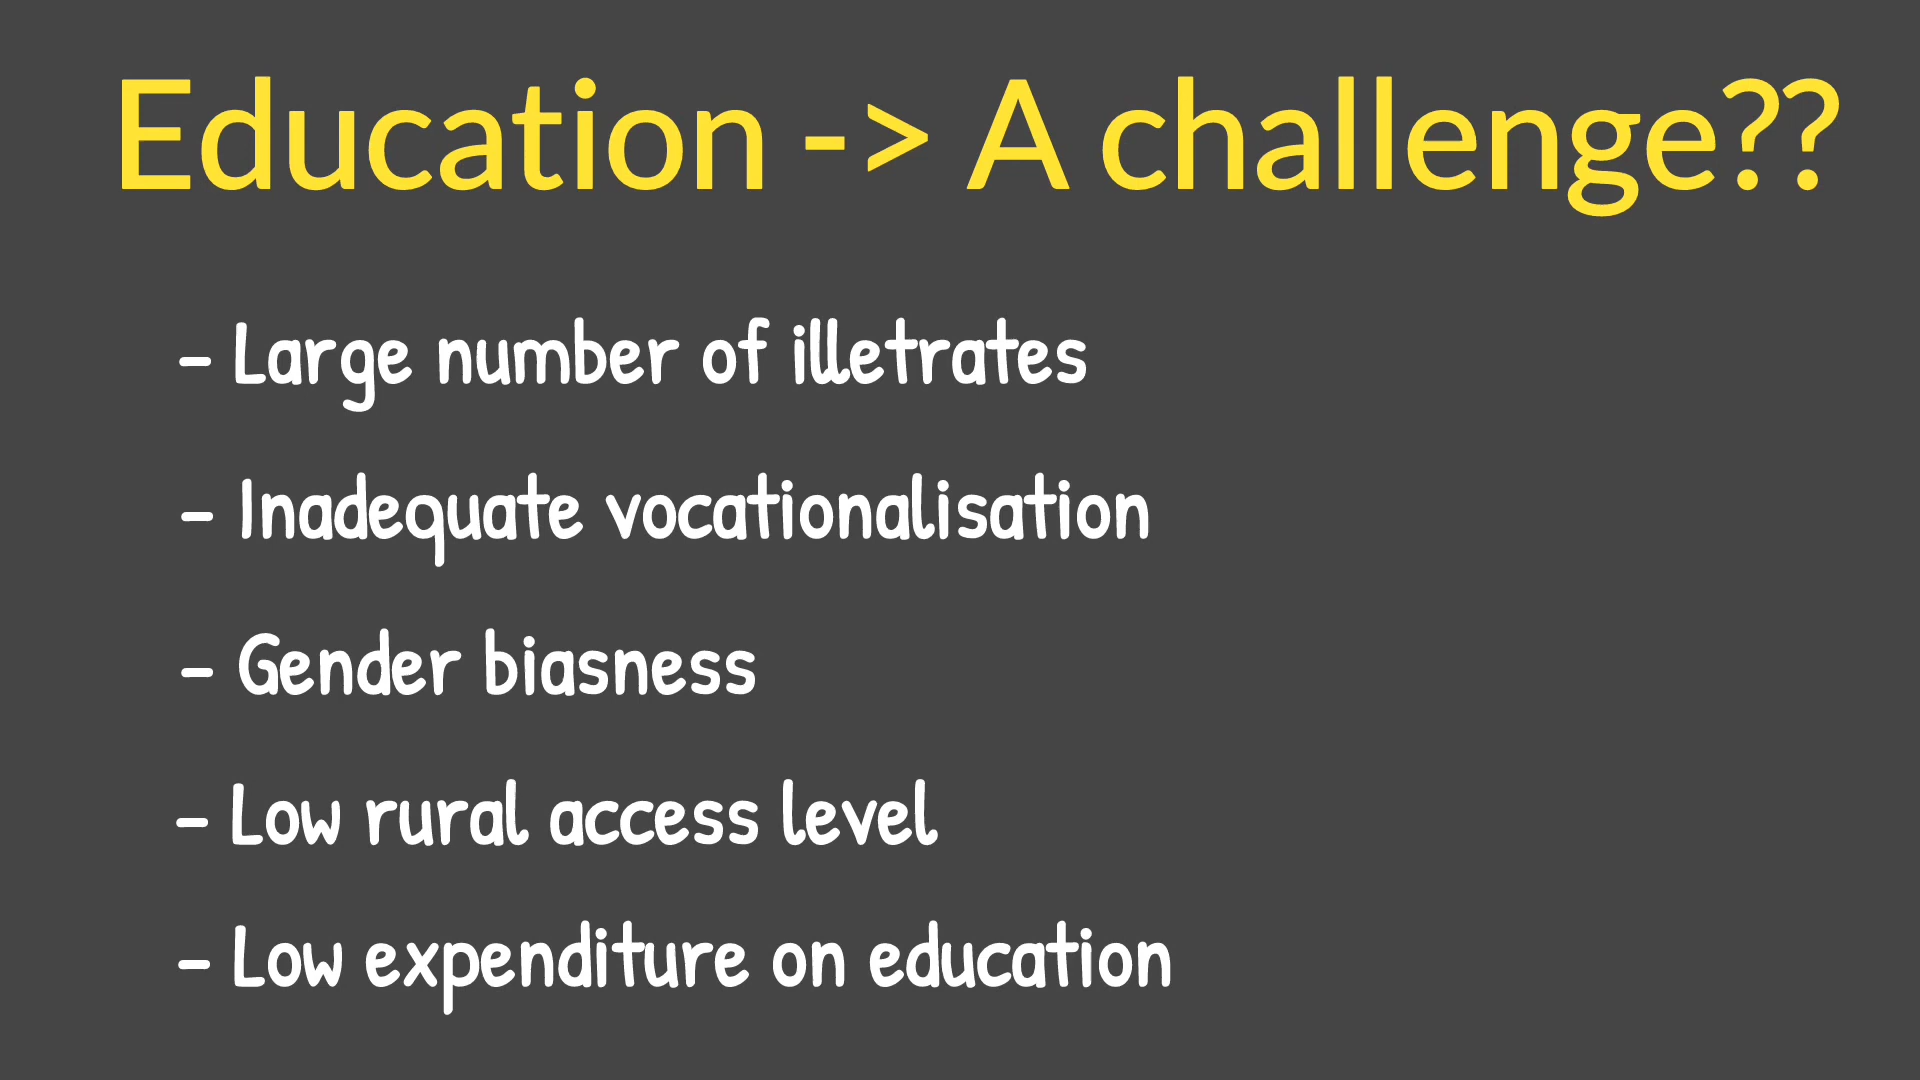 Education -> A challenge??
- Large number of illetrates
- Inadequate vocationalisation
- Gender biasness
- Low rural access level
- Low expenditure on education